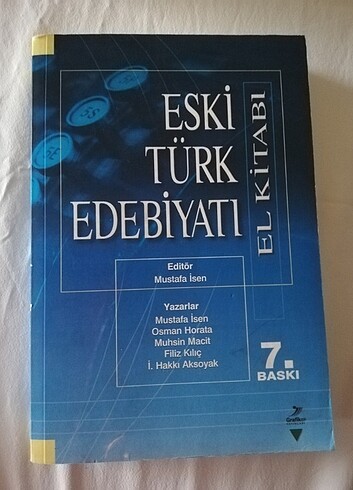 ESKİ
TÜRK
EDEBİYATI
EL KİTABI
Editör
Mustafa İsen
Yazarlar
Mustafa İsen
Osman Horata
Muhsin Macit
Filiz Kılıç
İ. Hakkı Aksoyak
7.
BASKI
Grafiker